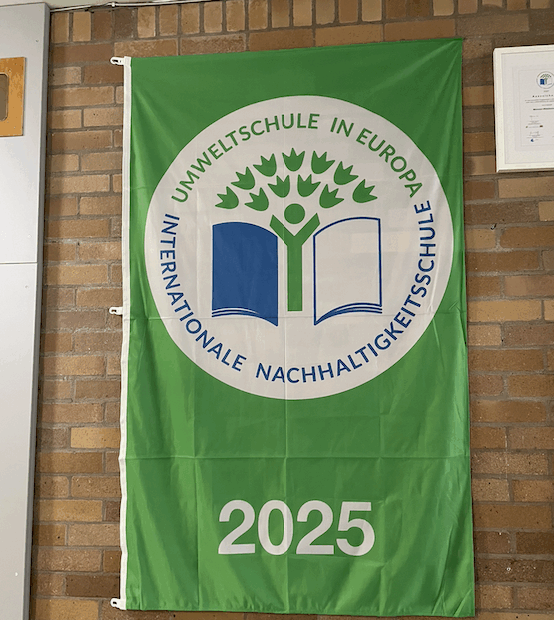 UMWELTSCHULE IN EUROPA
INTERNATIONALE NACHHALTIGKEITSSCHULE
2025